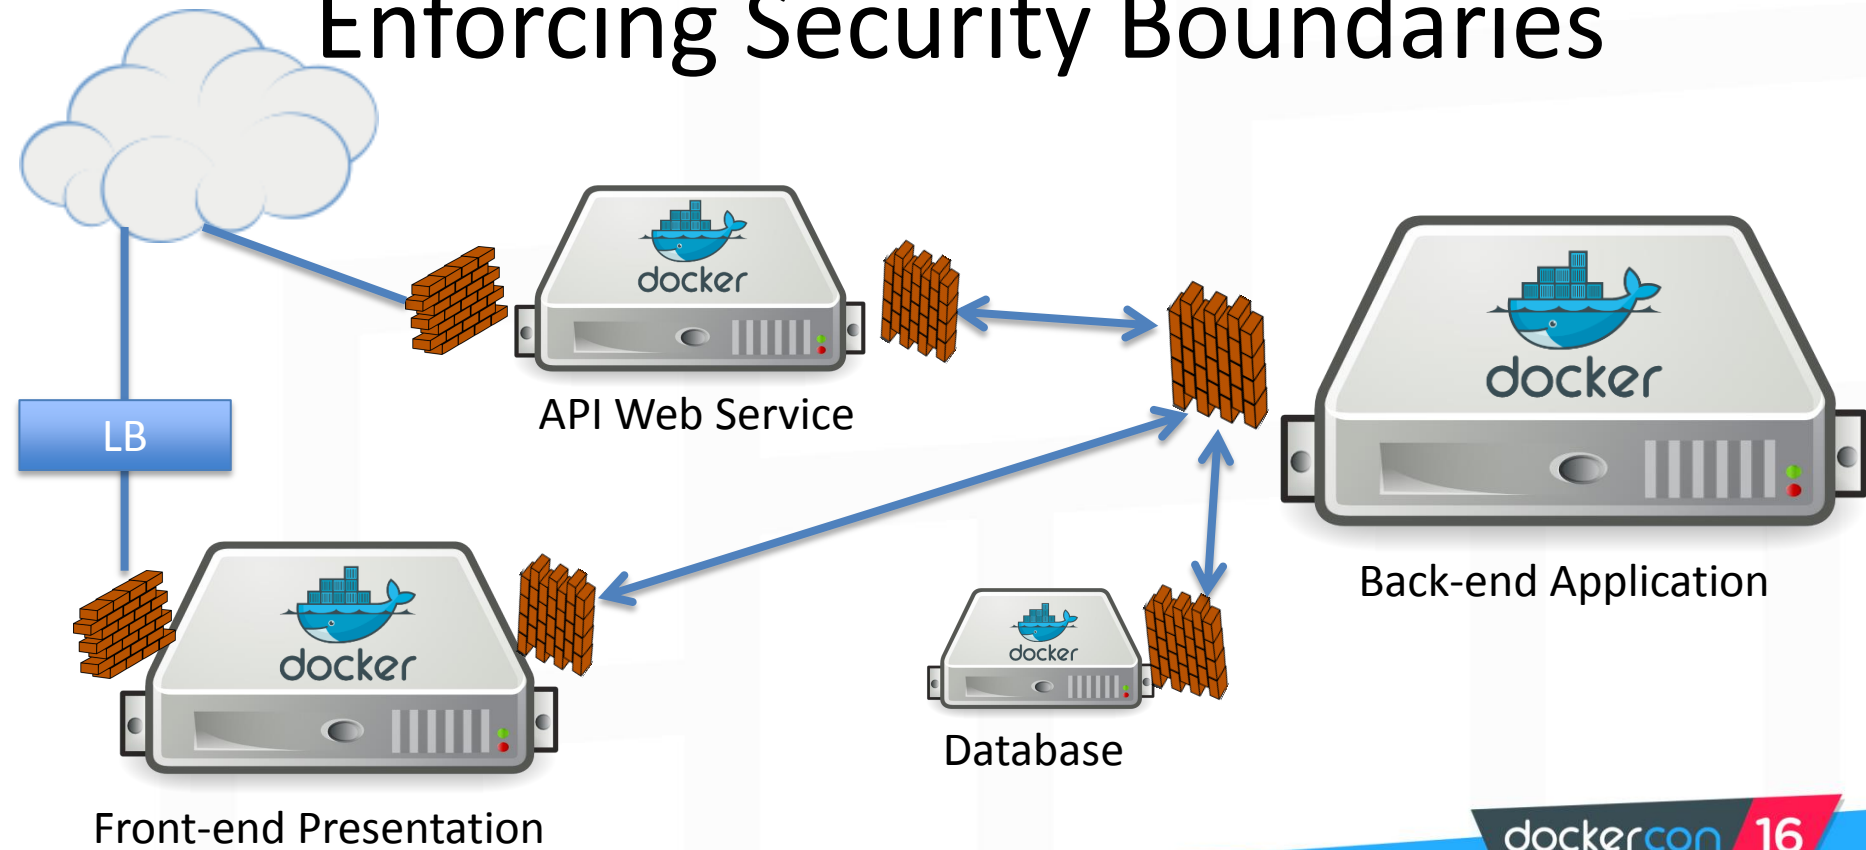 Enforcing Security Boundaries
docker
API Web Service
docker
LB
docker
Back-end Application
docker
Database
Front-end Presentation
dockercon 16